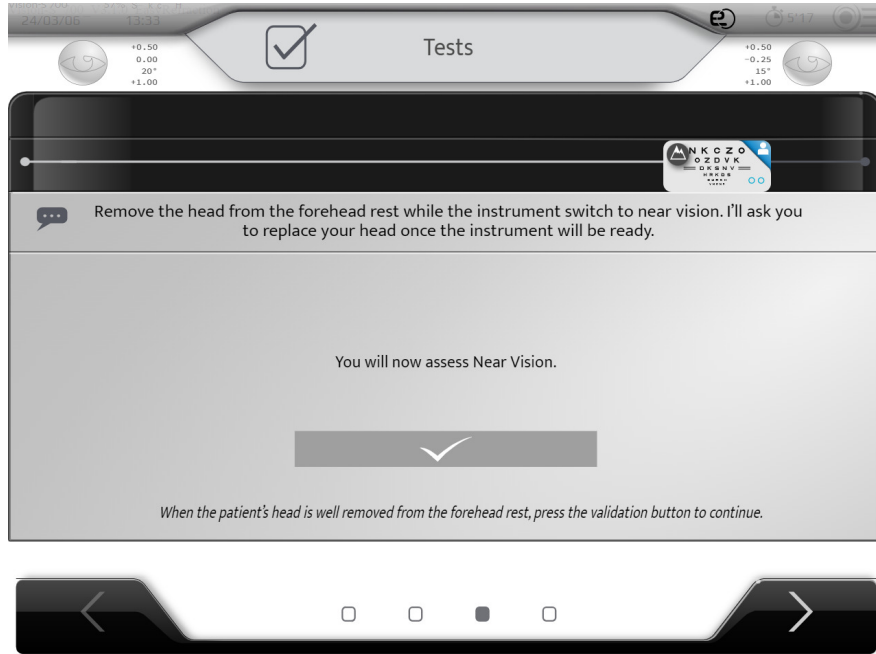 24/03/06 13:33
Tests
5'17
+0.50
0.00
20°
+1.00
+0.50
-0.25
15°
+1.00
N K C Z O
O Z D V K
D K S N V
H R K D S
Remove the head from the forehead rest while the instrument switch to near vision. I'll ask you
to replace your head once the instrument will be ready.
You will now assess Near Vision.
When the patient's head is well removed from the forehead rest, press the validation button to continue.